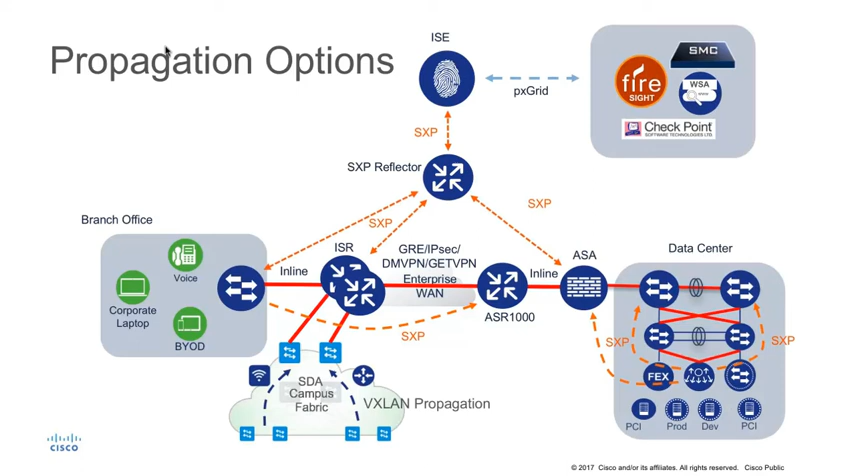 Propagation Options
ISE
pxGrid
SMC
fire
SIGHT
WSA
Check Point
SOFTWARE TECHNOLOGIES LTD.
SXP
SXP Reflector
SXP
SXP
Branch Office
Voice
Corporate
Laptop
BYOD
Inline
ISR
GRE/IPsec/
DMVPN/GETVPN
Enterprise
WAN
ASR1000
Inline
ASA
Data Center
SXP
SXP
SXP
FEX
PCI
Prod
Dev
PCI
SDA
Campus
Fabric
VXLAN Propagation
CISCO
© 2017 Cisco and/or its affiliates. All rights reserved. Cisco Public